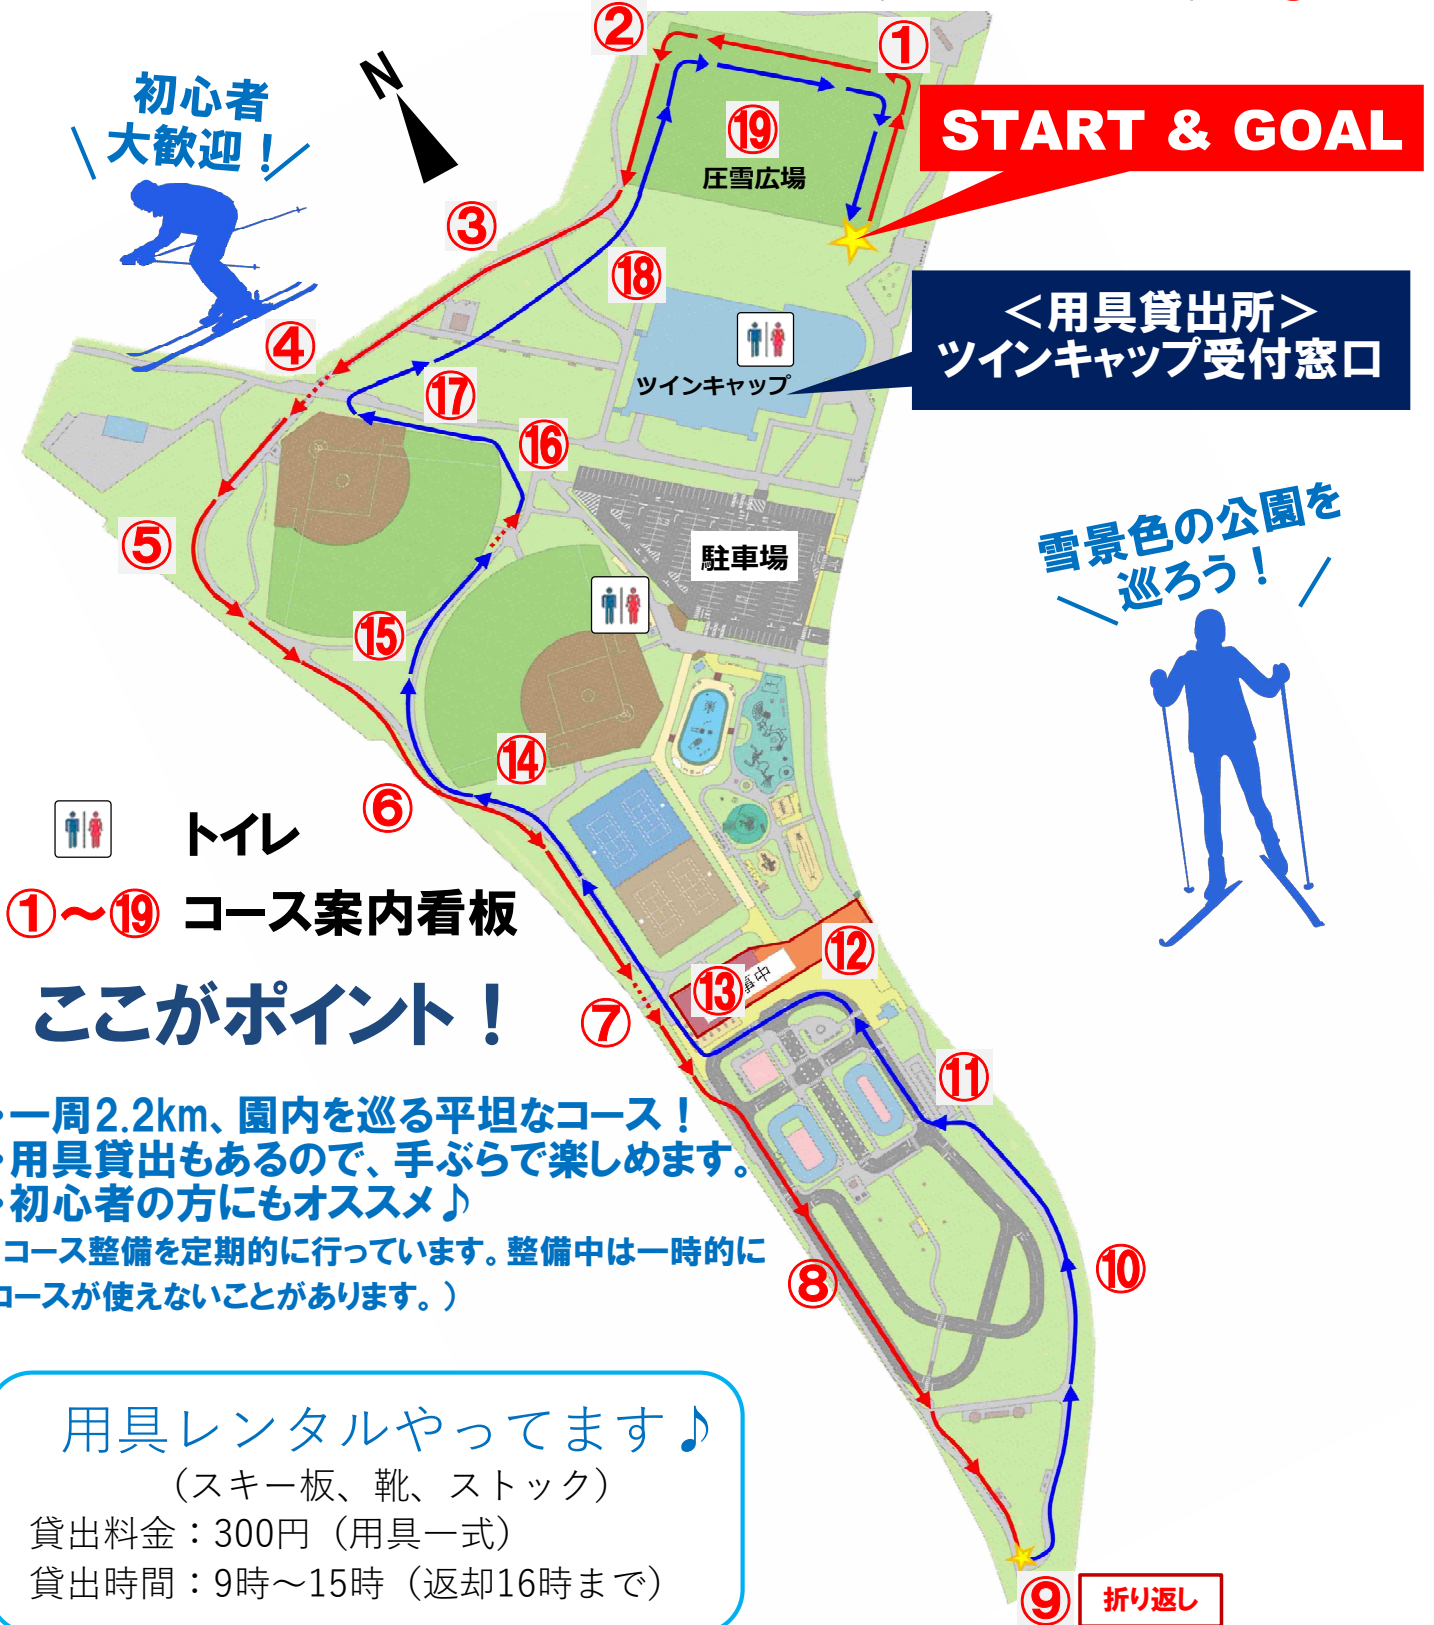 ②
①
N
初心者
大歓迎！
START & GOAL
⑲
圧雪広場
③
⑱
＜用具貸出所＞
ツインキャップ受付窓口
④
ツインキャップ
⑰
⑯
雪景色の公園を
巡ろう！
⑤
駐車場
⑮
⑭
⑥
トイレ
①～⑲ コース案内看板
⑫
⑬
事中
ここがポイント！
⑦
⑪
・一周2.2km、園内を巡る平坦なコース！
・用具貸出もあるので、手ぶらで楽しめます。
・初心者の方にもオススメ♪
コース整備を定期的に行っています。整備中は一時的に
コースが使えないことがあります。）
⑩
⑧
用具レンタルやってます♪
（スキー板、靴、ストック）
貸出料金：300円（用具一式）
貸出時間：9時～15時（返却16時まで）
⑨ 折り返し